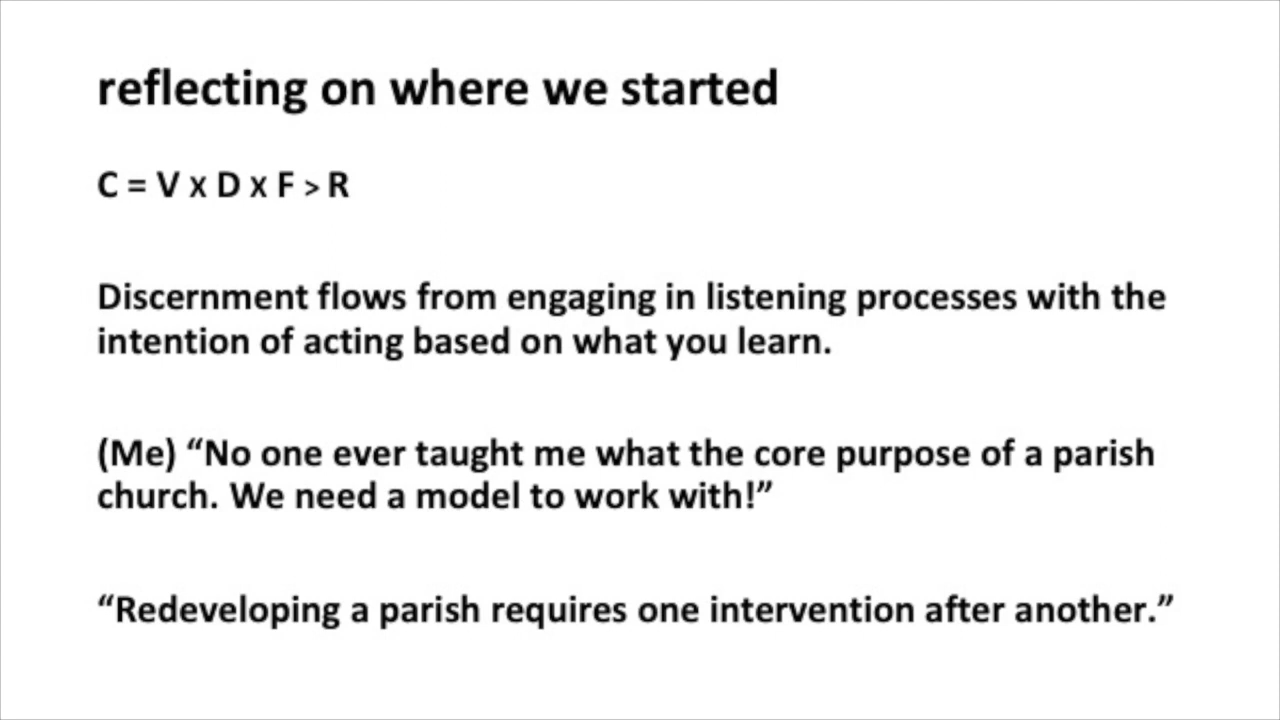 reflecting on where we started
C = V x D x F > R
Discernment flows from engaging in listening processes with the
intention of acting based on what you learn.
(Me) “No one ever taught me what the core purpose of a parish
church. We need a model to work with!”
“Redeveloping a parish requires one intervention after another.”